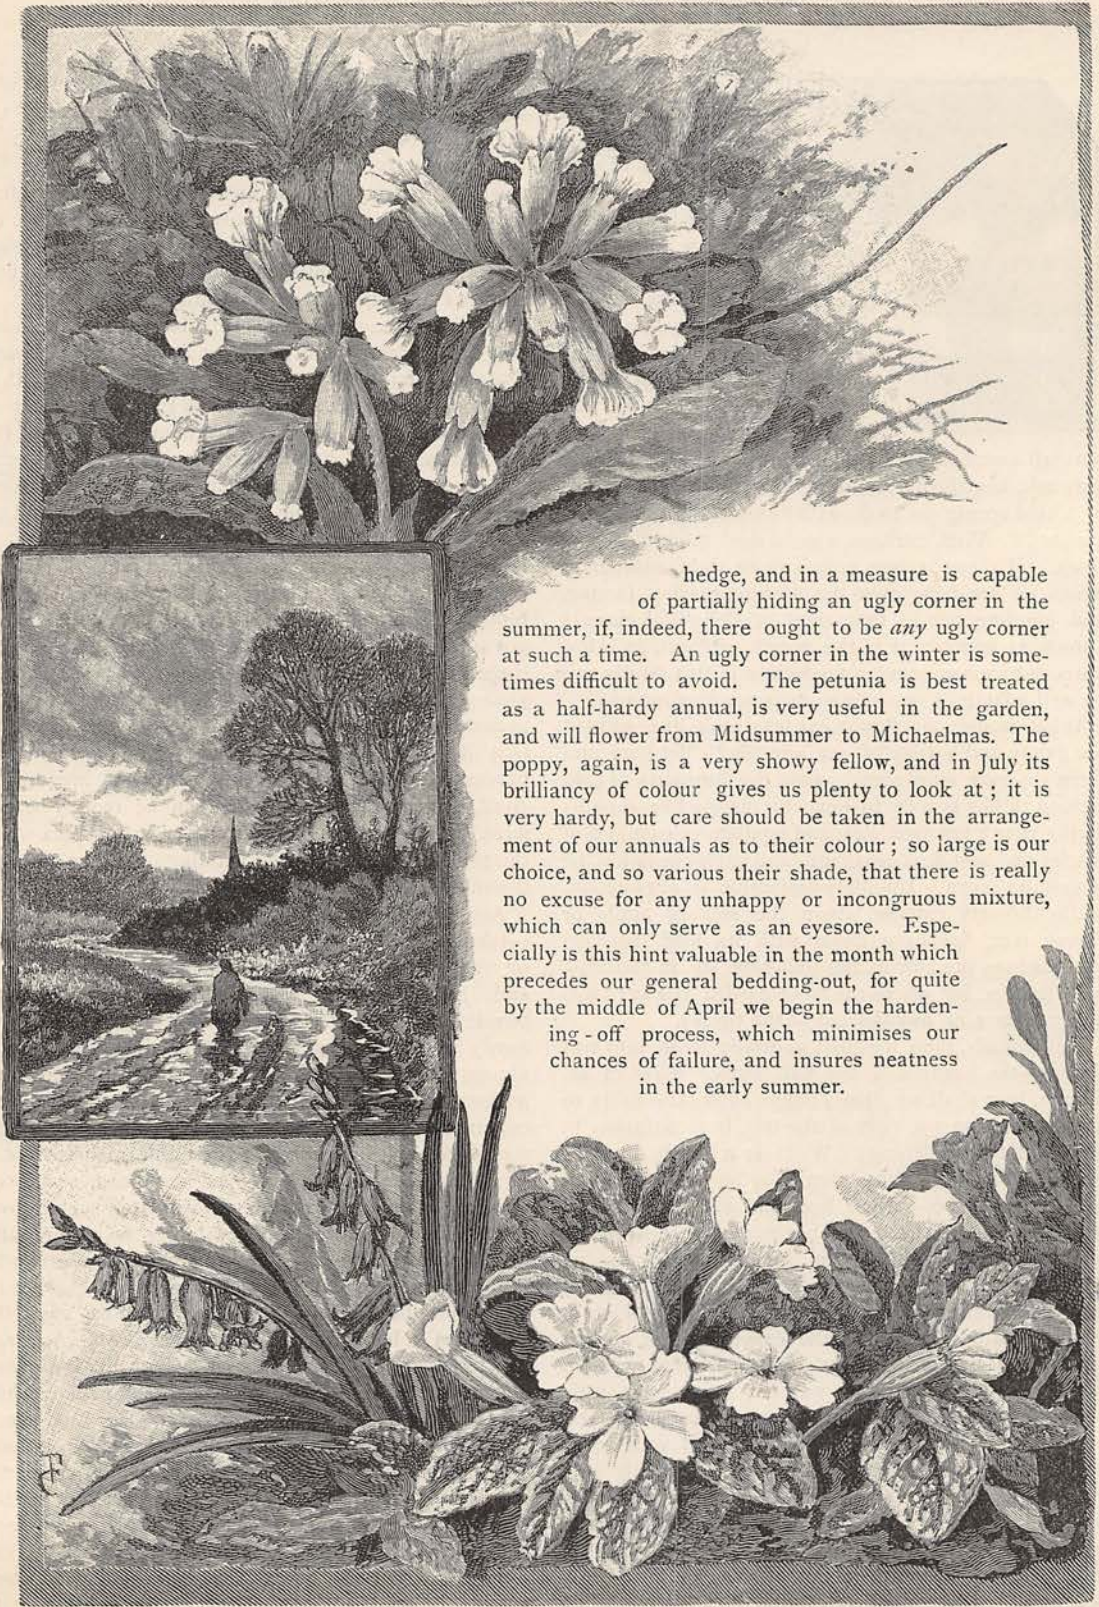 hedge, and in a measure is capable
of partially hiding an ugly corner in the
summer, if, indeed, there ought to be any ugly corner
at such a time. An ugly corner in the winter is some-
times difficult to avoid. The petunia is best treated
as a half-hardy annual, is very useful in the garden,
and will flower from Midsummer to Michaelmas. The
poppy, again, is a very showy fellow, and in July its
brilliancy of colour gives us plenty to look at ; it is
very hardy, but care should be taken in the arrange-
ment of our annuals as to their colour ; so large is our
choice, and so various their shade, that there is really
no excuse for any unhappy or incongruous mixture,
which can only serve as an eyesore. Espe-
cially is this hint valuable in the month which
precedes our general bedding-out, for quite
by the middle of April we begin the harden-
ing - off process, which minimises our
chances of failure, and insures neatness
in the early summer.